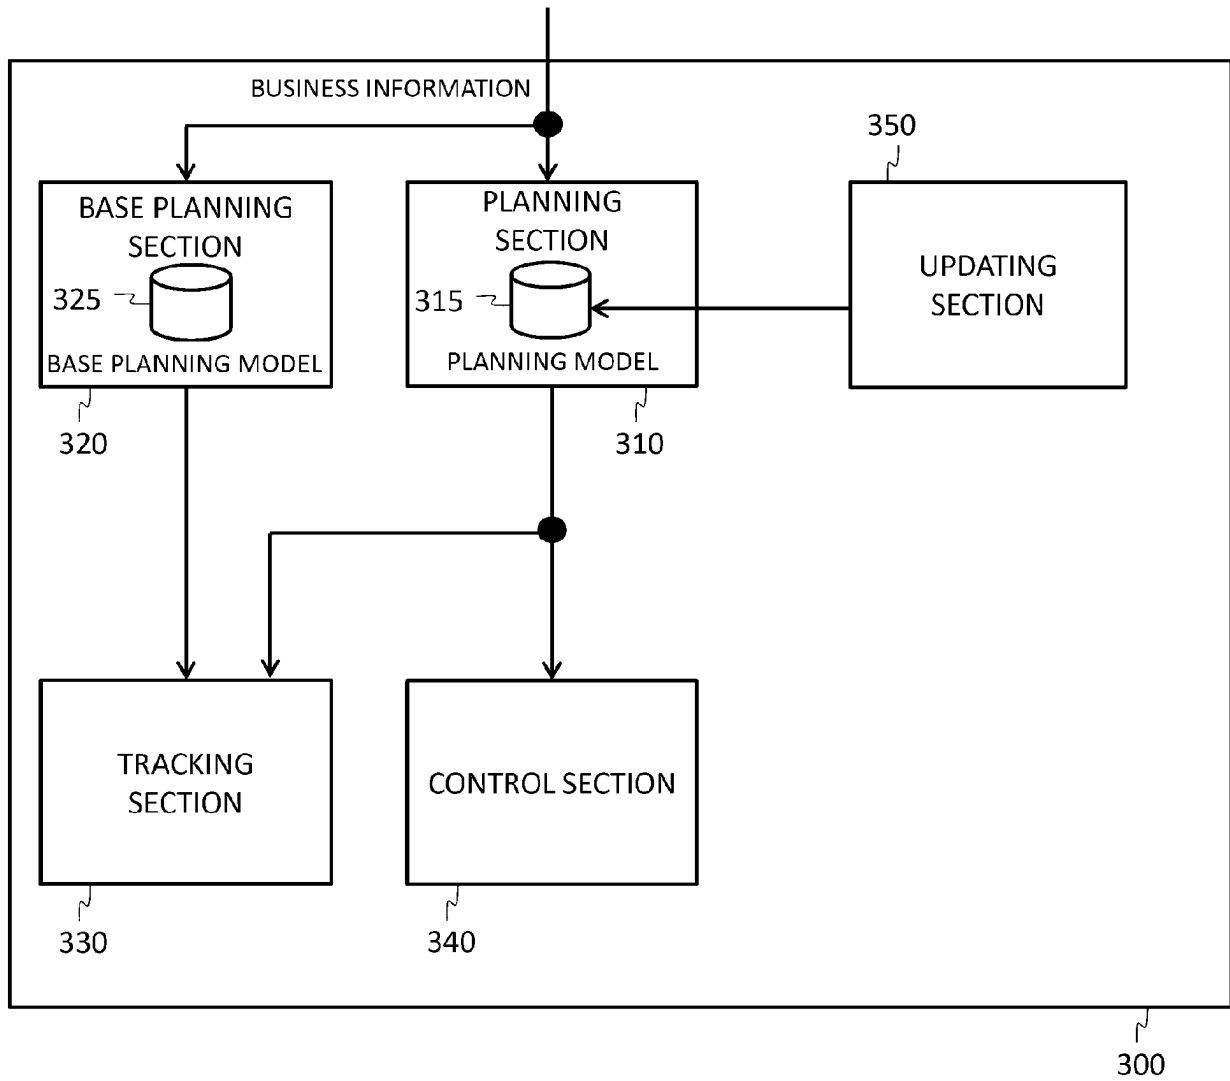 BUSINESS INFORMATION
350
BASE PLANNING
SECTION
325
BASE PLANNING MODEL
320
PLANNING
SECTION
315
PLANNING MODEL
310
UPDATING
SECTION
TRACKING
SECTION
330
CONTROL SECTION
340
300